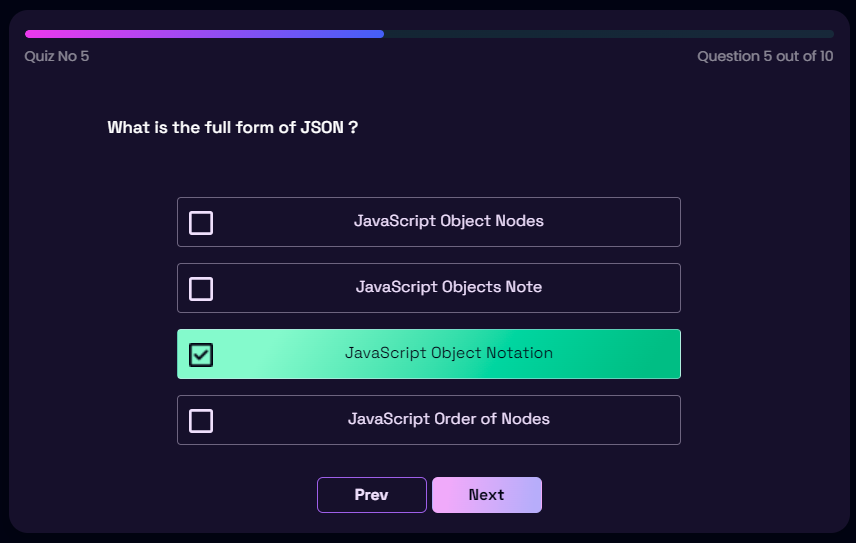 Quiz No 5
Question 5 out of 10
What is the full form of JSON ?
JavaScript Object Nodes
JavaScript Objects Note
JavaScript Object Notation
JavaScript Order of Nodes
Prev
Next